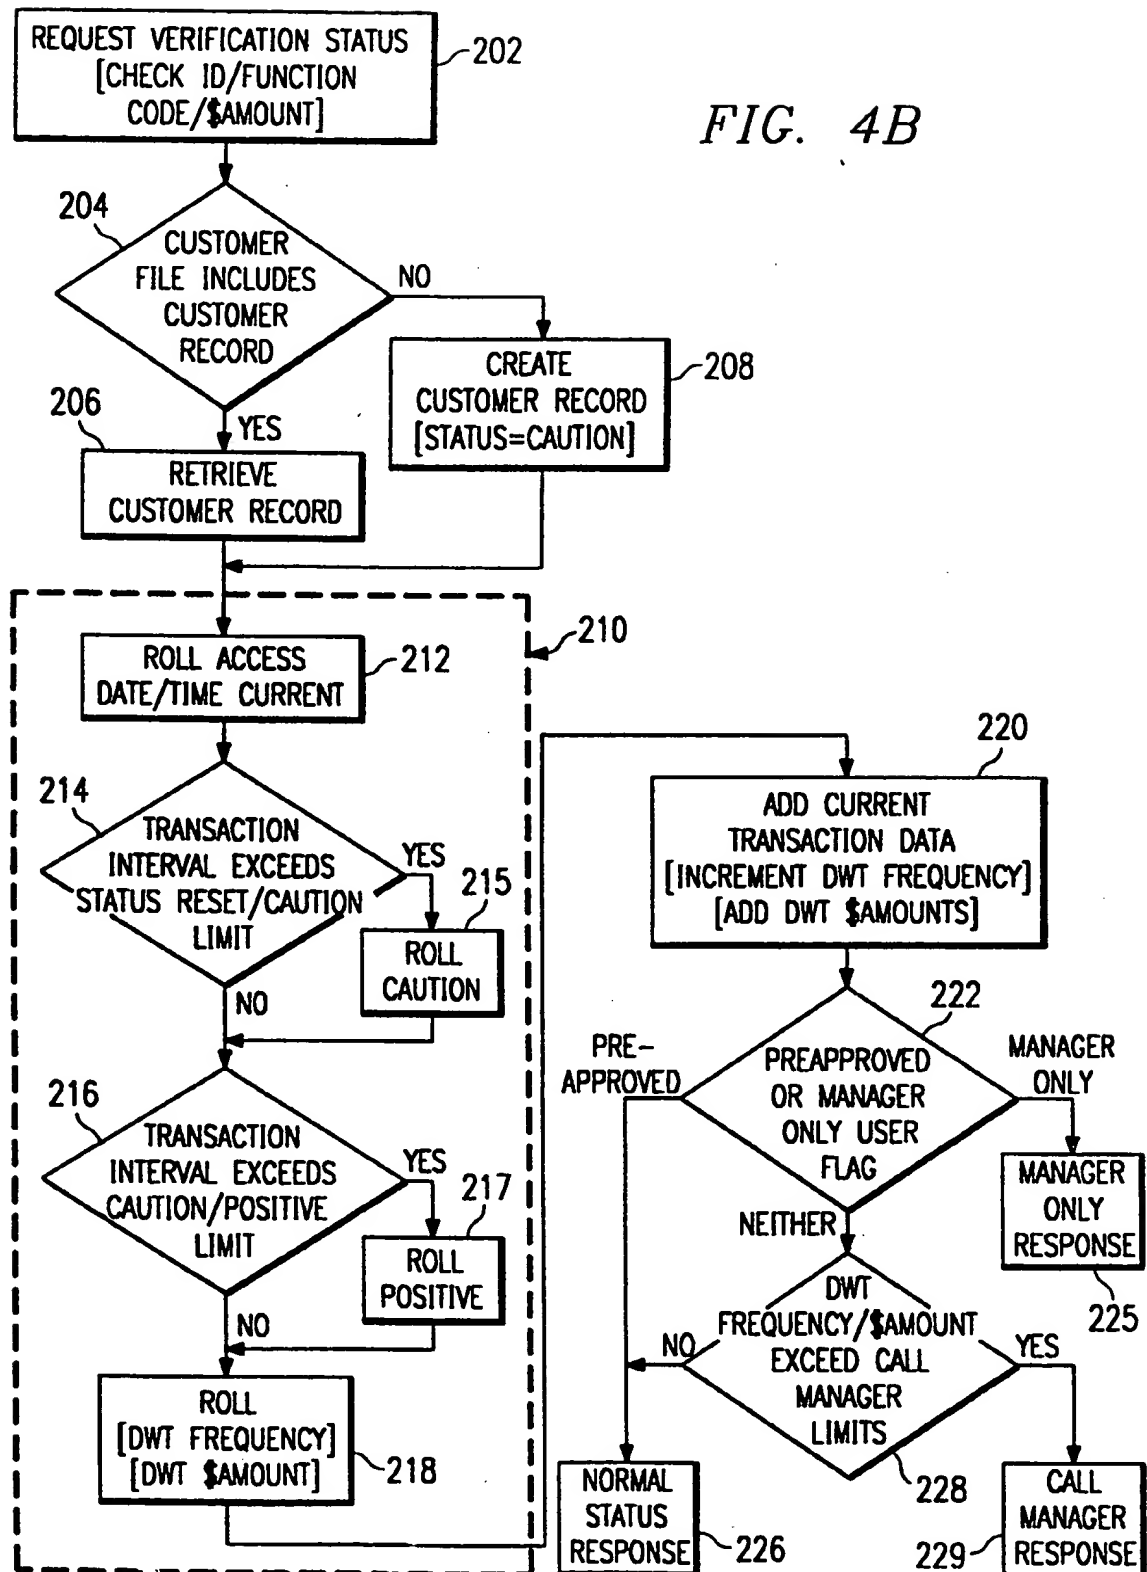 REQUEST VERIFICATION STATUS
[CHECK ID/FUNCTION
CODE/$AMOUNT]
202
FIG. 4B
204
CUSTOMER
FILE INCLUDES
CUSTOMER
RECORD
NO
YES
206
RETRIEVE
CUSTOMER RECORD
CREATE
CUSTOMER RECORD
[STATUS=CAUTION]
208
210
ROLL ACCESS
DATE/TIME CURRENT
212
214
TRANSACTION
INTERVAL EXCEEDS
STATUS RESET/CAUTION
LIMIT
YES
215
ROLL
CAUTION
NO
216
TRANSACTION
INTERVAL EXCEEDS
CAUTION/POSITIVE
LIMIT
YES
217
ROLL
POSITIVE
NO
ROLL
[DWT FREQUENCY]
[DWT $AMOUNT]
218
220
ADD CURRENT
TRANSACTION DATA
[INCREMENT DWT FREQUENCY]
[ADD DWT $AMOUNTS]
222
PRE-
APPROVED
PREAPPROVED
OR MANAGER
ONLY USER
FLAG
MANAGER
ONLY
MANAGER
ONLY
RESPONSE
225
NEITHER
DWT
FREQUENCY/$AMOUNT
EXCEED CALL
MANAGER
LIMITS
NO
YES
228
NORMAL
STATUS
RESPONSE
226
CALL
MANAGER
RESPONSE
229